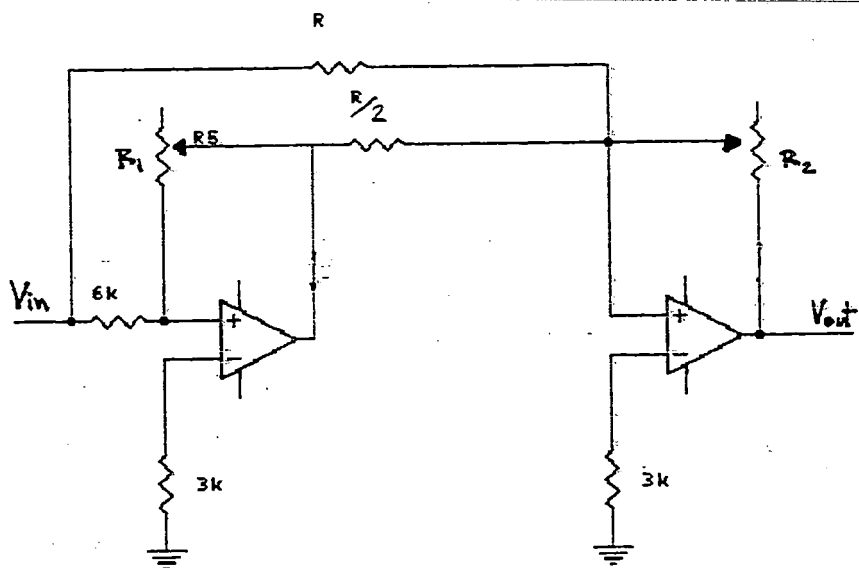 R
R/2
R5
R₁
R₂
Vin
6k
+
−
+
−
Vout
3k
3k